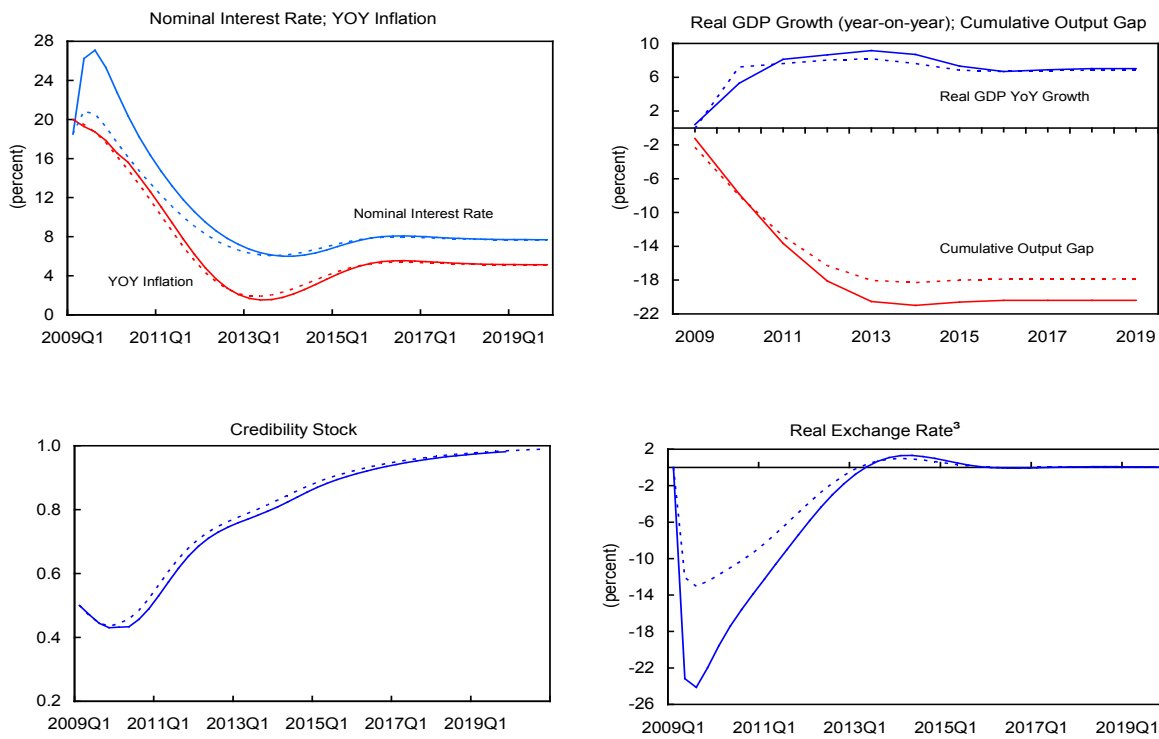 Nominal Interest Rate; YOY Inflation
28
24
20
16
12
8
4
0
(percent)
Nominal Interest Rate
YOY Inflation
2009Q1 2011Q1 2013Q1 2015Q1 2017Q1 2019Q1
Real GDP Growth (year-on-year); Cumulative Output Gap
10
6
2
-2
-6
-10
-14
-18
-22
(percent)
Real GDP YoY Growth
Cumulative Output Gap
2009 2011 2013 2015 2017 2019
Credibility Stock
1.0
0.8
0.6
0.4
0.2
2009Q1 2011Q1 2013Q1 2015Q1 2017Q1 2019Q1
Real Exchange Rate³
2
-2
-6
-10
-14
-18
-22
-26
(percent)
2009Q1 2011Q1 2013Q1 2015Q1 2017Q1 2019Q1